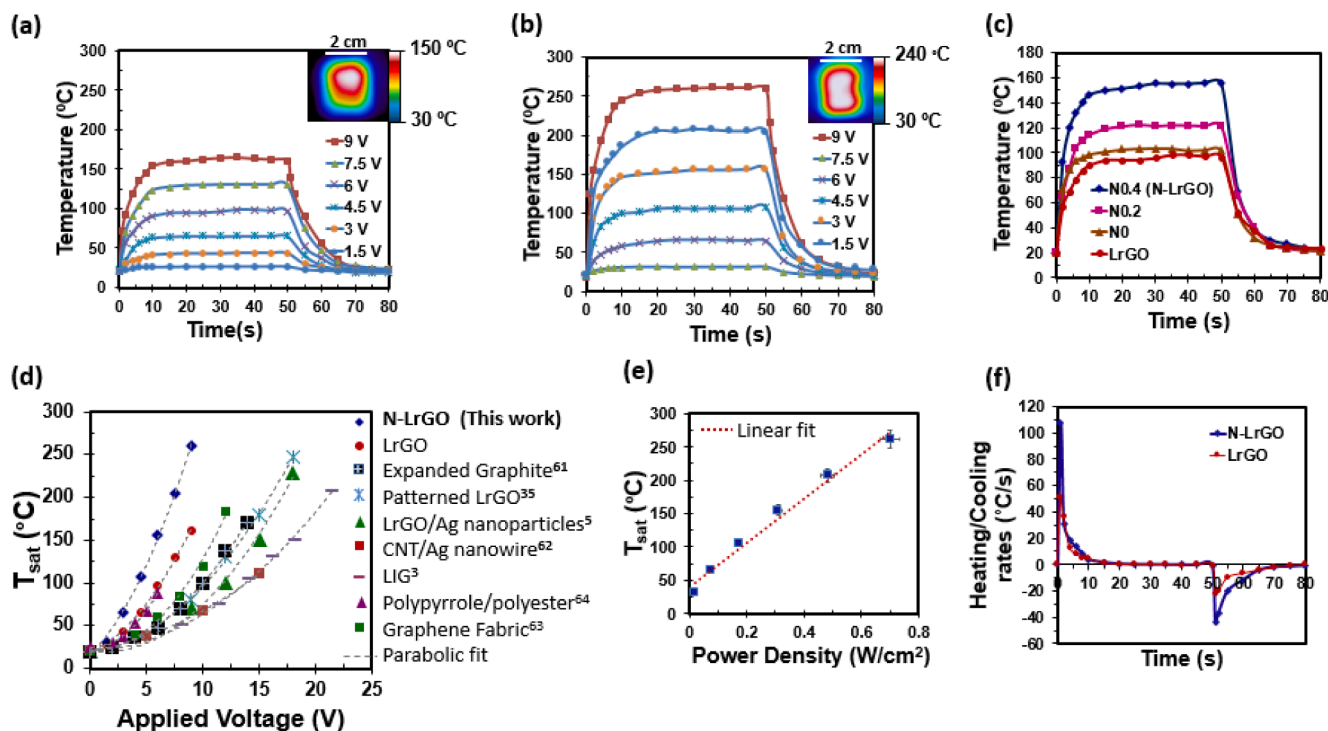 (a)
Temperature (ºC)
300
250
200
150
100
50
0
0 10 20 30 40 50 60 70 80
Time(s)
2 cm
150 ºC
30 ºC
9 V
7.5 V
6 V
4.5 V
3 V
1.5 V
(b)
Temperature (ºC)
300
250
200
150
100
50
0
0 10 20 30 40 50 60 70 80
Time (s)
2 cm
240 ºC
30 ºC
9 V
7.5 V
6 V
4.5 V
3 V
1.5 V
(c)
Temperature (ºC)
180
160
140
120
100
80
60
40
20
0
0 10 20 30 40 50 60 70 80
Time (s)
N0.4 (N-LrGO)
N0.2
N0
LrGO
(d)
Tsat (ºC)
300
250
200
150
100
50
0
0 5 10 15 20 25
Applied Voltage (V)
N-LrGO (This work)
LrGO
Expanded Graphite⁶¹
Patterned LrGO³⁵
LrGO/Ag nanoparticles⁵
CNT/Ag nanowire⁶²
LIG³
Polypyrrole/polyester⁶⁴
Graphene Fabric⁶³
Parabolic fit
(e)
Tsat (ºC)
300
250
200
150
100
50
0
0 0.2 0.4 0.6 0.8
Power Density (W/cm²)
Linear fit
(f)
Heating/Cooling
rates (°C/s)
120
100
80
60
40
20
0
-20
-40
-60
0 10 20 30 40 50 60 70 80
Time (s)
N-LrGO
LrGO